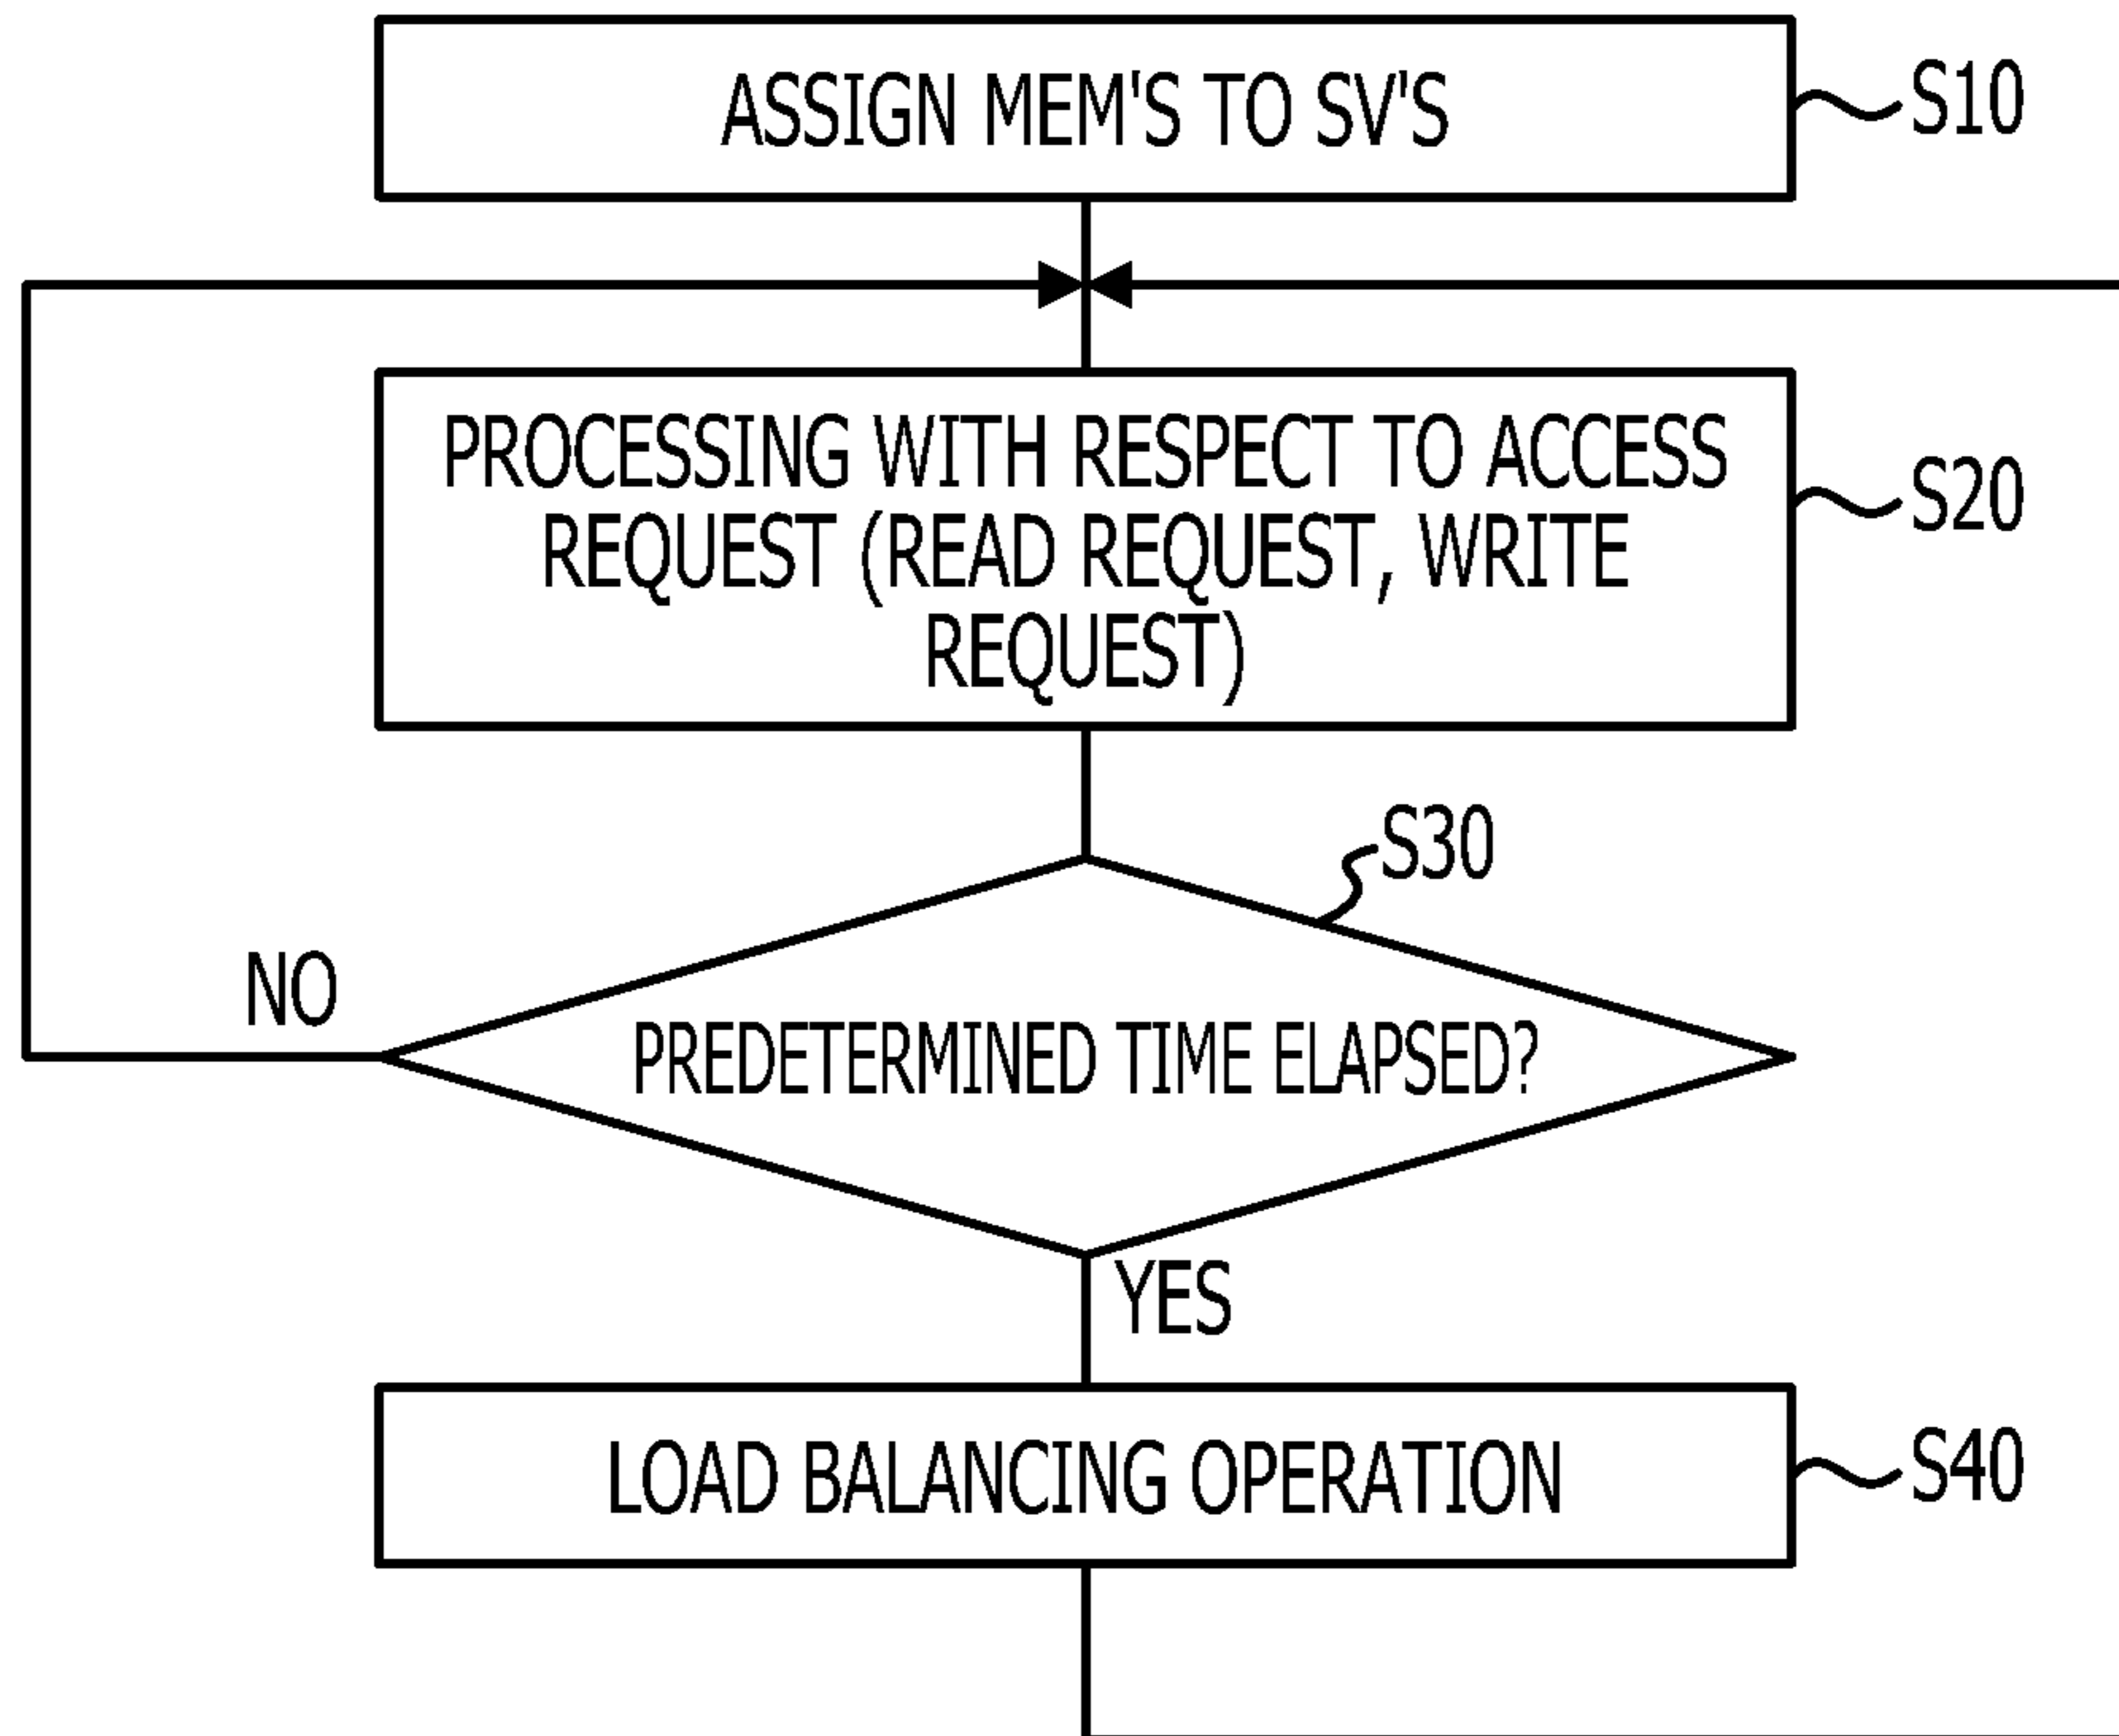 ASSIGN MEM'S TO SV'S
S10
PROCESSING WITH RESPECT TO ACCESS
REQUEST (READ REQUEST, WRITE
REQUEST)
S20
S30
NO
PREDETERMINED TIME ELAPSED?
YES
LOAD BALANCING OPERATION
S40